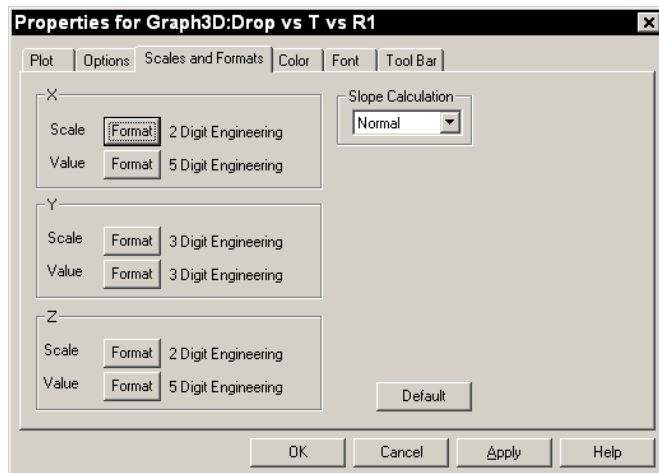 Properties for Graph3D:Drop vs T vs R1
Plot Options Scales and Formats Color Font Tool Bar
X
Scale Format 2 Digit Engineering
Value Format 5 Digit Engineering
Slope Calculation
Normal
Y
Scale Format 3 Digit Engineering
Value Format 3 Digit Engineering
Z
Scale Format 2 Digit Engineering
Value Format 5 Digit Engineering
Default
OK Cancel Apply Help